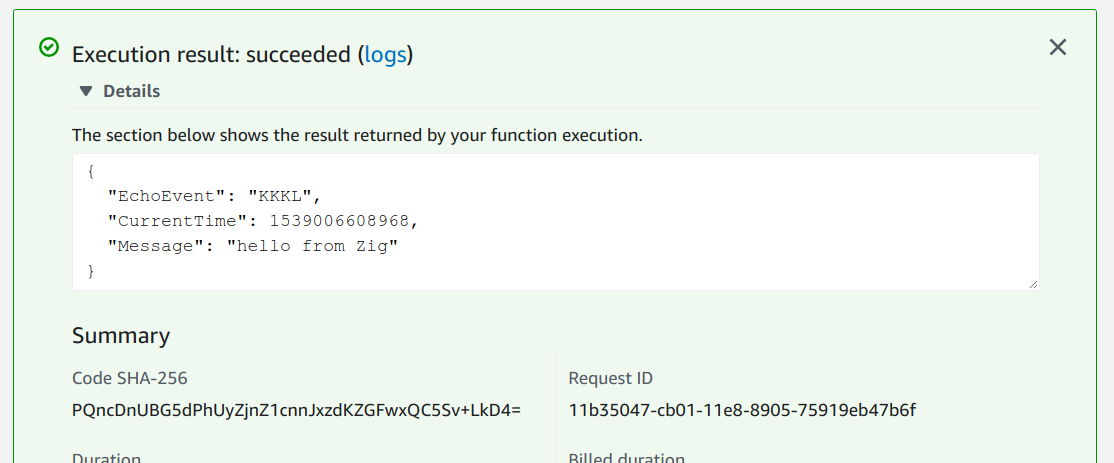 Execution result: succeeded (logs)
Details
The section below shows the result returned by your function execution.
{
"EchoEvent": "KKKL",
"CurrentTime": 1539006608968,
"Message": "hello from Zig"
}
Summary
Code SHA-256
Request ID
PQncDnUBG5dPhUyZjnZ1cnnJxzdKZGFwxQC5Sv+LkD4=
11b35047-cb01-11e8-8905-75919eb47b6f
Duration
Billed duration